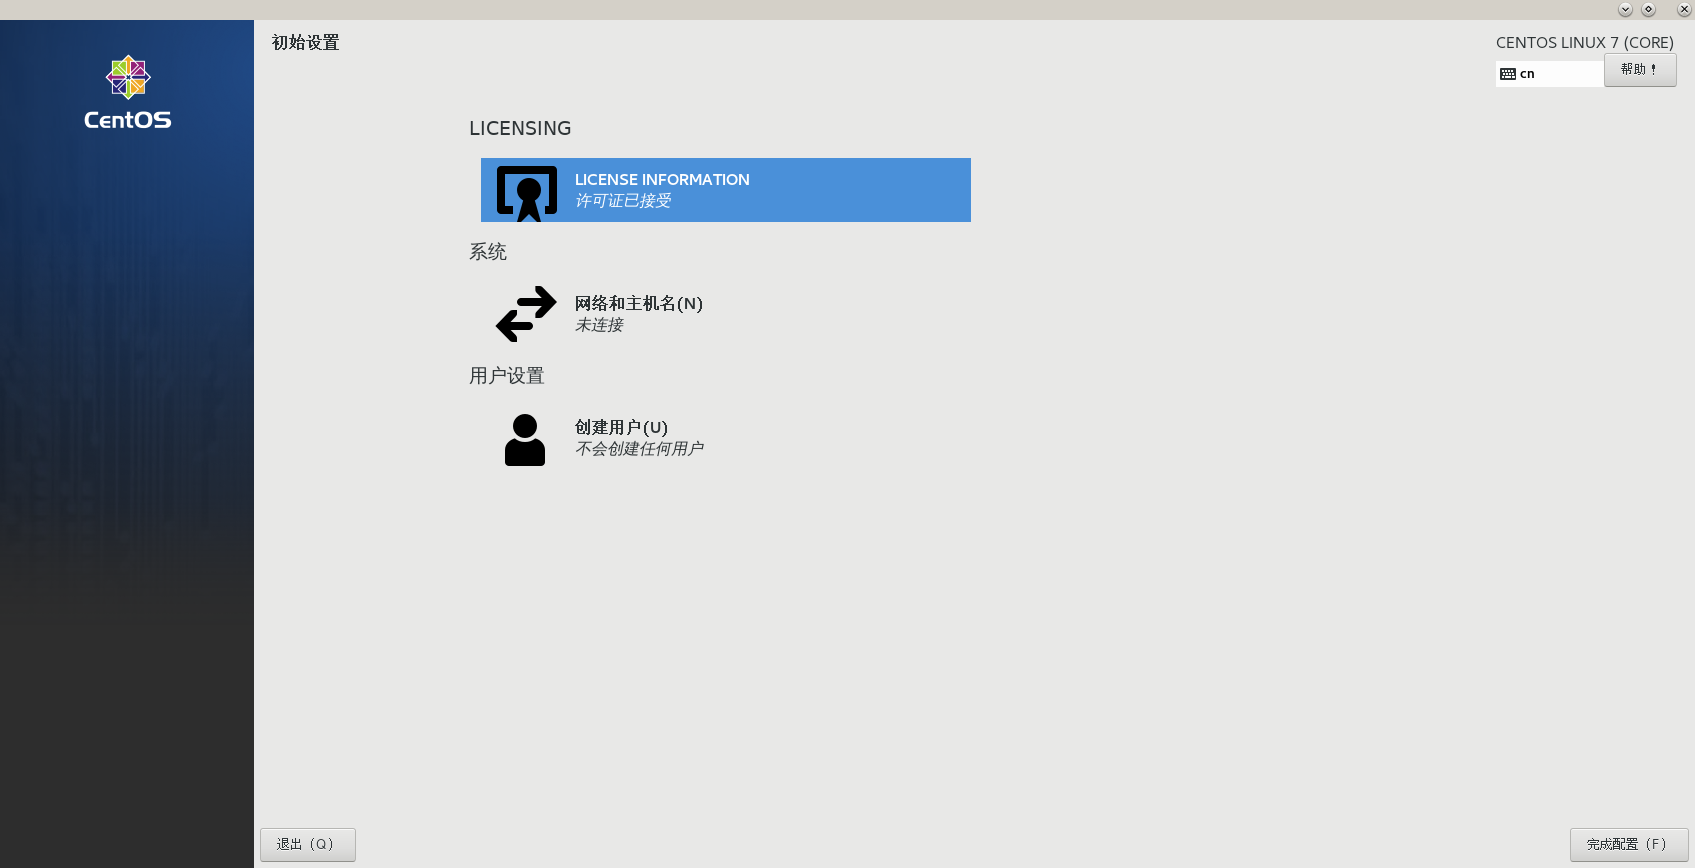 初始设置
CENTOS LINUX 7 (CORE)
cn
帮助！
CentOS
LICENSING
LICENSE INFORMATION
许可证已接受
系统
网络和主机名(N)
未连接
用户设置
创建用户(U)
不会创建任何用户
退出（Q）
完成配置（F）